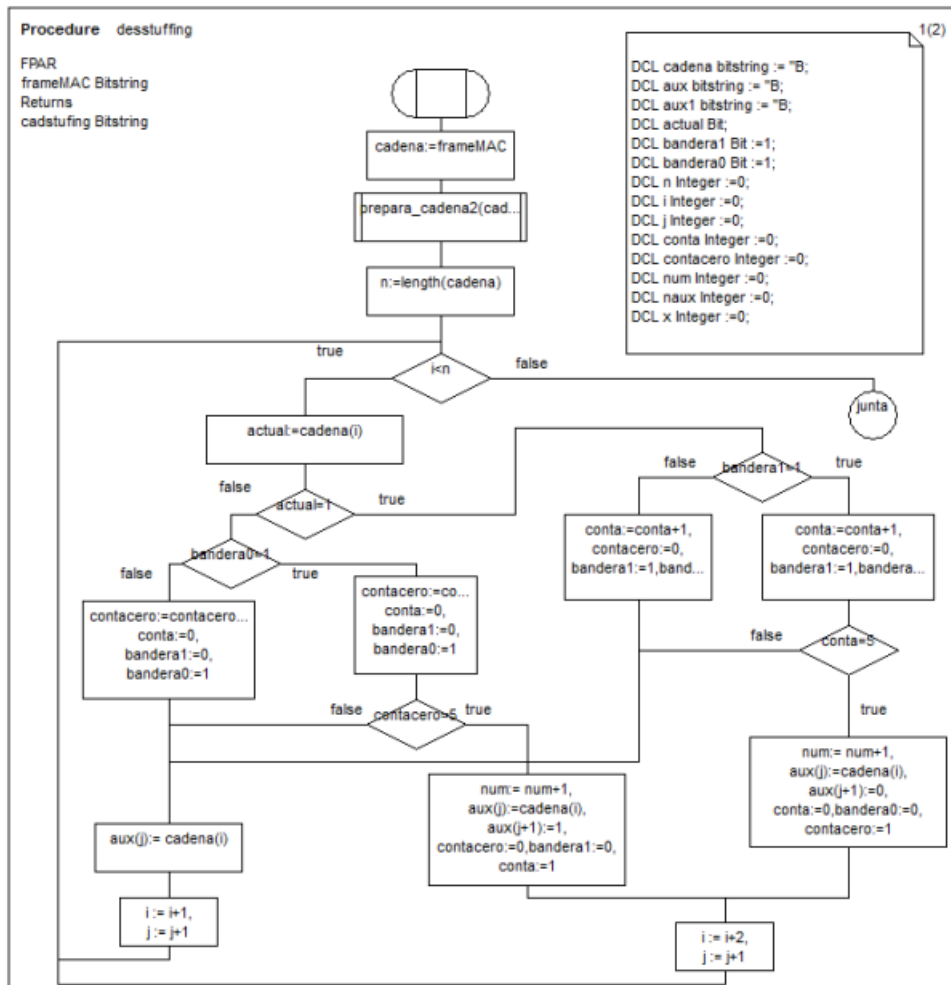 Procedure desstuffing
1(2)
FPAR
frameMAC Bitstring
Returns
cadstufing Bitstring
DCL cadena bitstring := ''B;
DCL aux bitstring := ''B;
DCL aux1 bitstring := ''B;
DCL actual Bit;
DCL bandera1 Bit :=1;
DCL bandera0 Bit :=1;
DCL n Integer :=0;
DCL i Integer :=0;
DCL j Integer :=0;
DCL conta Integer :=0;
DCL contacero Integer :=0;
DCL num Integer :=0;
DCL naux Integer :=0;
DCL x Integer :=0;
cadena:=frameMAC
prepara_cadena2(cad...
n:=length(cadena)
true
i<n
false
junta
actual:=cadena(i)
false
actual=1
true
false
bandera1=1
true
bandera0=1
false
true
conta:=conta+1,
contacero:=0,
bandera1:=1,band...
conta:=conta+1,
contacero:=0,
bandera1:=1,bandera...
contacero:=contacero...
conta:=0,
bandera1:=0,
bandera0:=1
contacero:=co...
conta:=0,
bandera1:=0,
bandera0:=1
false
conta=5
true
false
contacero=5
true
num:= num+1,
aux(j):=cadena(i),
aux(j+1):=0,
conta:=0,bandera0:=0,
contacero:=1
num:= num+1,
aux(j):=cadena(i),
aux(j+1):=1,
contacero:=0,bandera1:=0,
conta:=1
aux(j):= cadena(i)
i := i+1,
j := j+1
i := i+2,
j := j+1